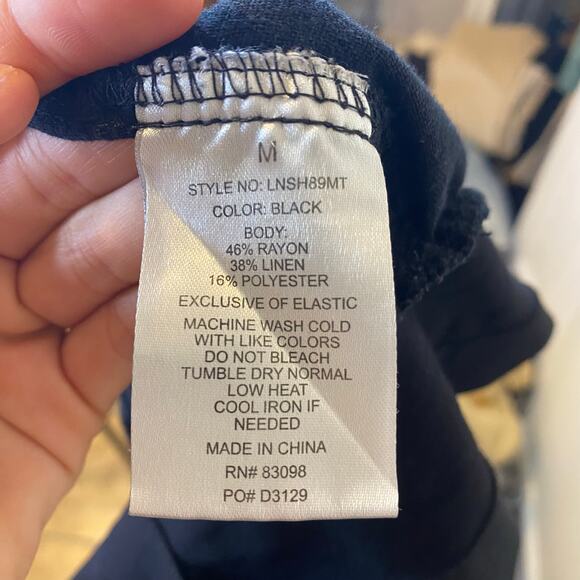 M
STYLE NO: LNSH89MT
COLOR: BLACK
BODY:
46% RAYON
38% LINEN
16% POLYESTER
EXCLUSIVE OF ELASTIC
MACHINE WASH COLD
WITH LIKE COLORS
DO NOT BLEACH
TUMBLE DRY NORMAL
LOW HEAT
COOL IRON IF
NEEDED
MADE IN CHINA
RN# 83098
PO# D3129